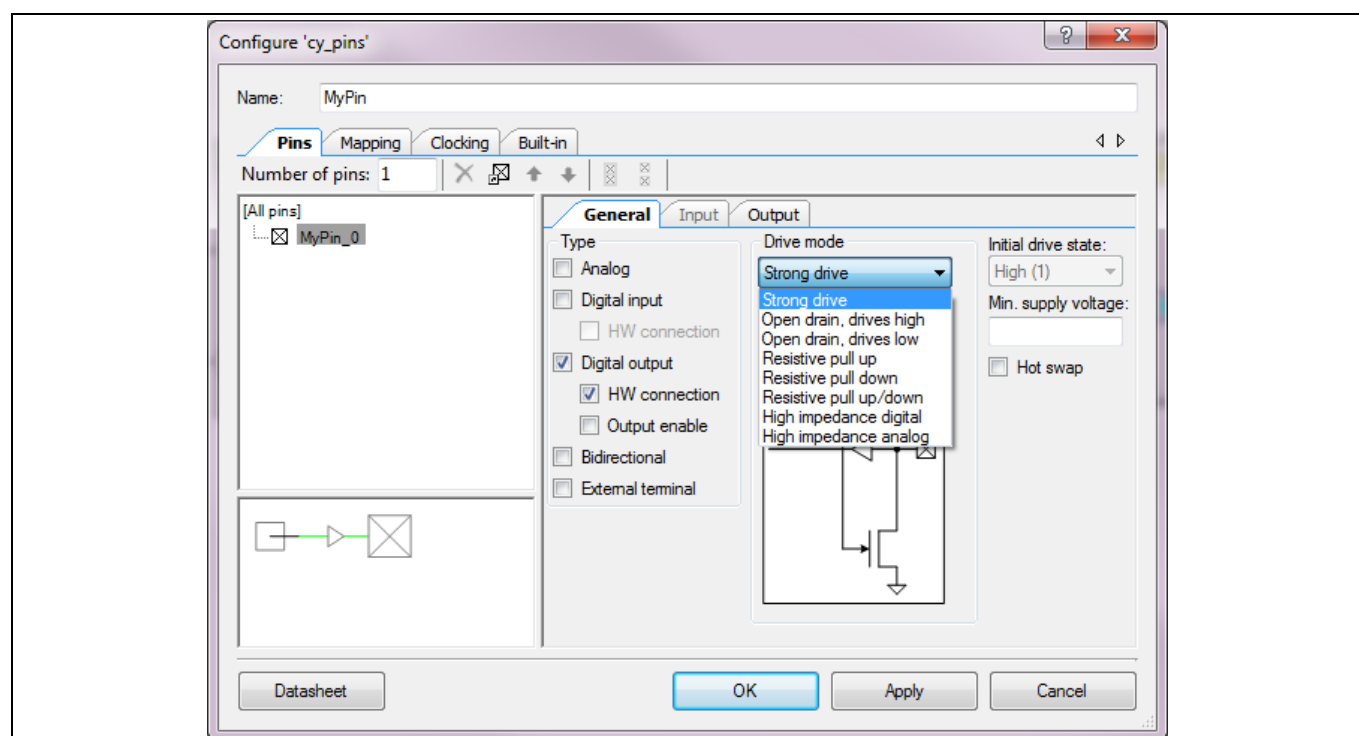 Configure 'cy_pins'
Name: MyPin
Pins Mapping Clocking Built-in
Number of pins: 1
[All pins]
MyPin_0
General Input Output
Type
Analog
Digital input
HW connection
Digital output
HW connection
Output enable
Bidirectional
External terminal
Drive mode
Strong drive
Strong drive
Open drain, drives high
Open drain, drives low
Resistive pull up
Resistive pull down
Resistive pull up/down
High impedance digital
High impedance analog
Initial drive state:
High (1)
Min. supply voltage:
Hot swap
Datasheet OK Apply Cancel